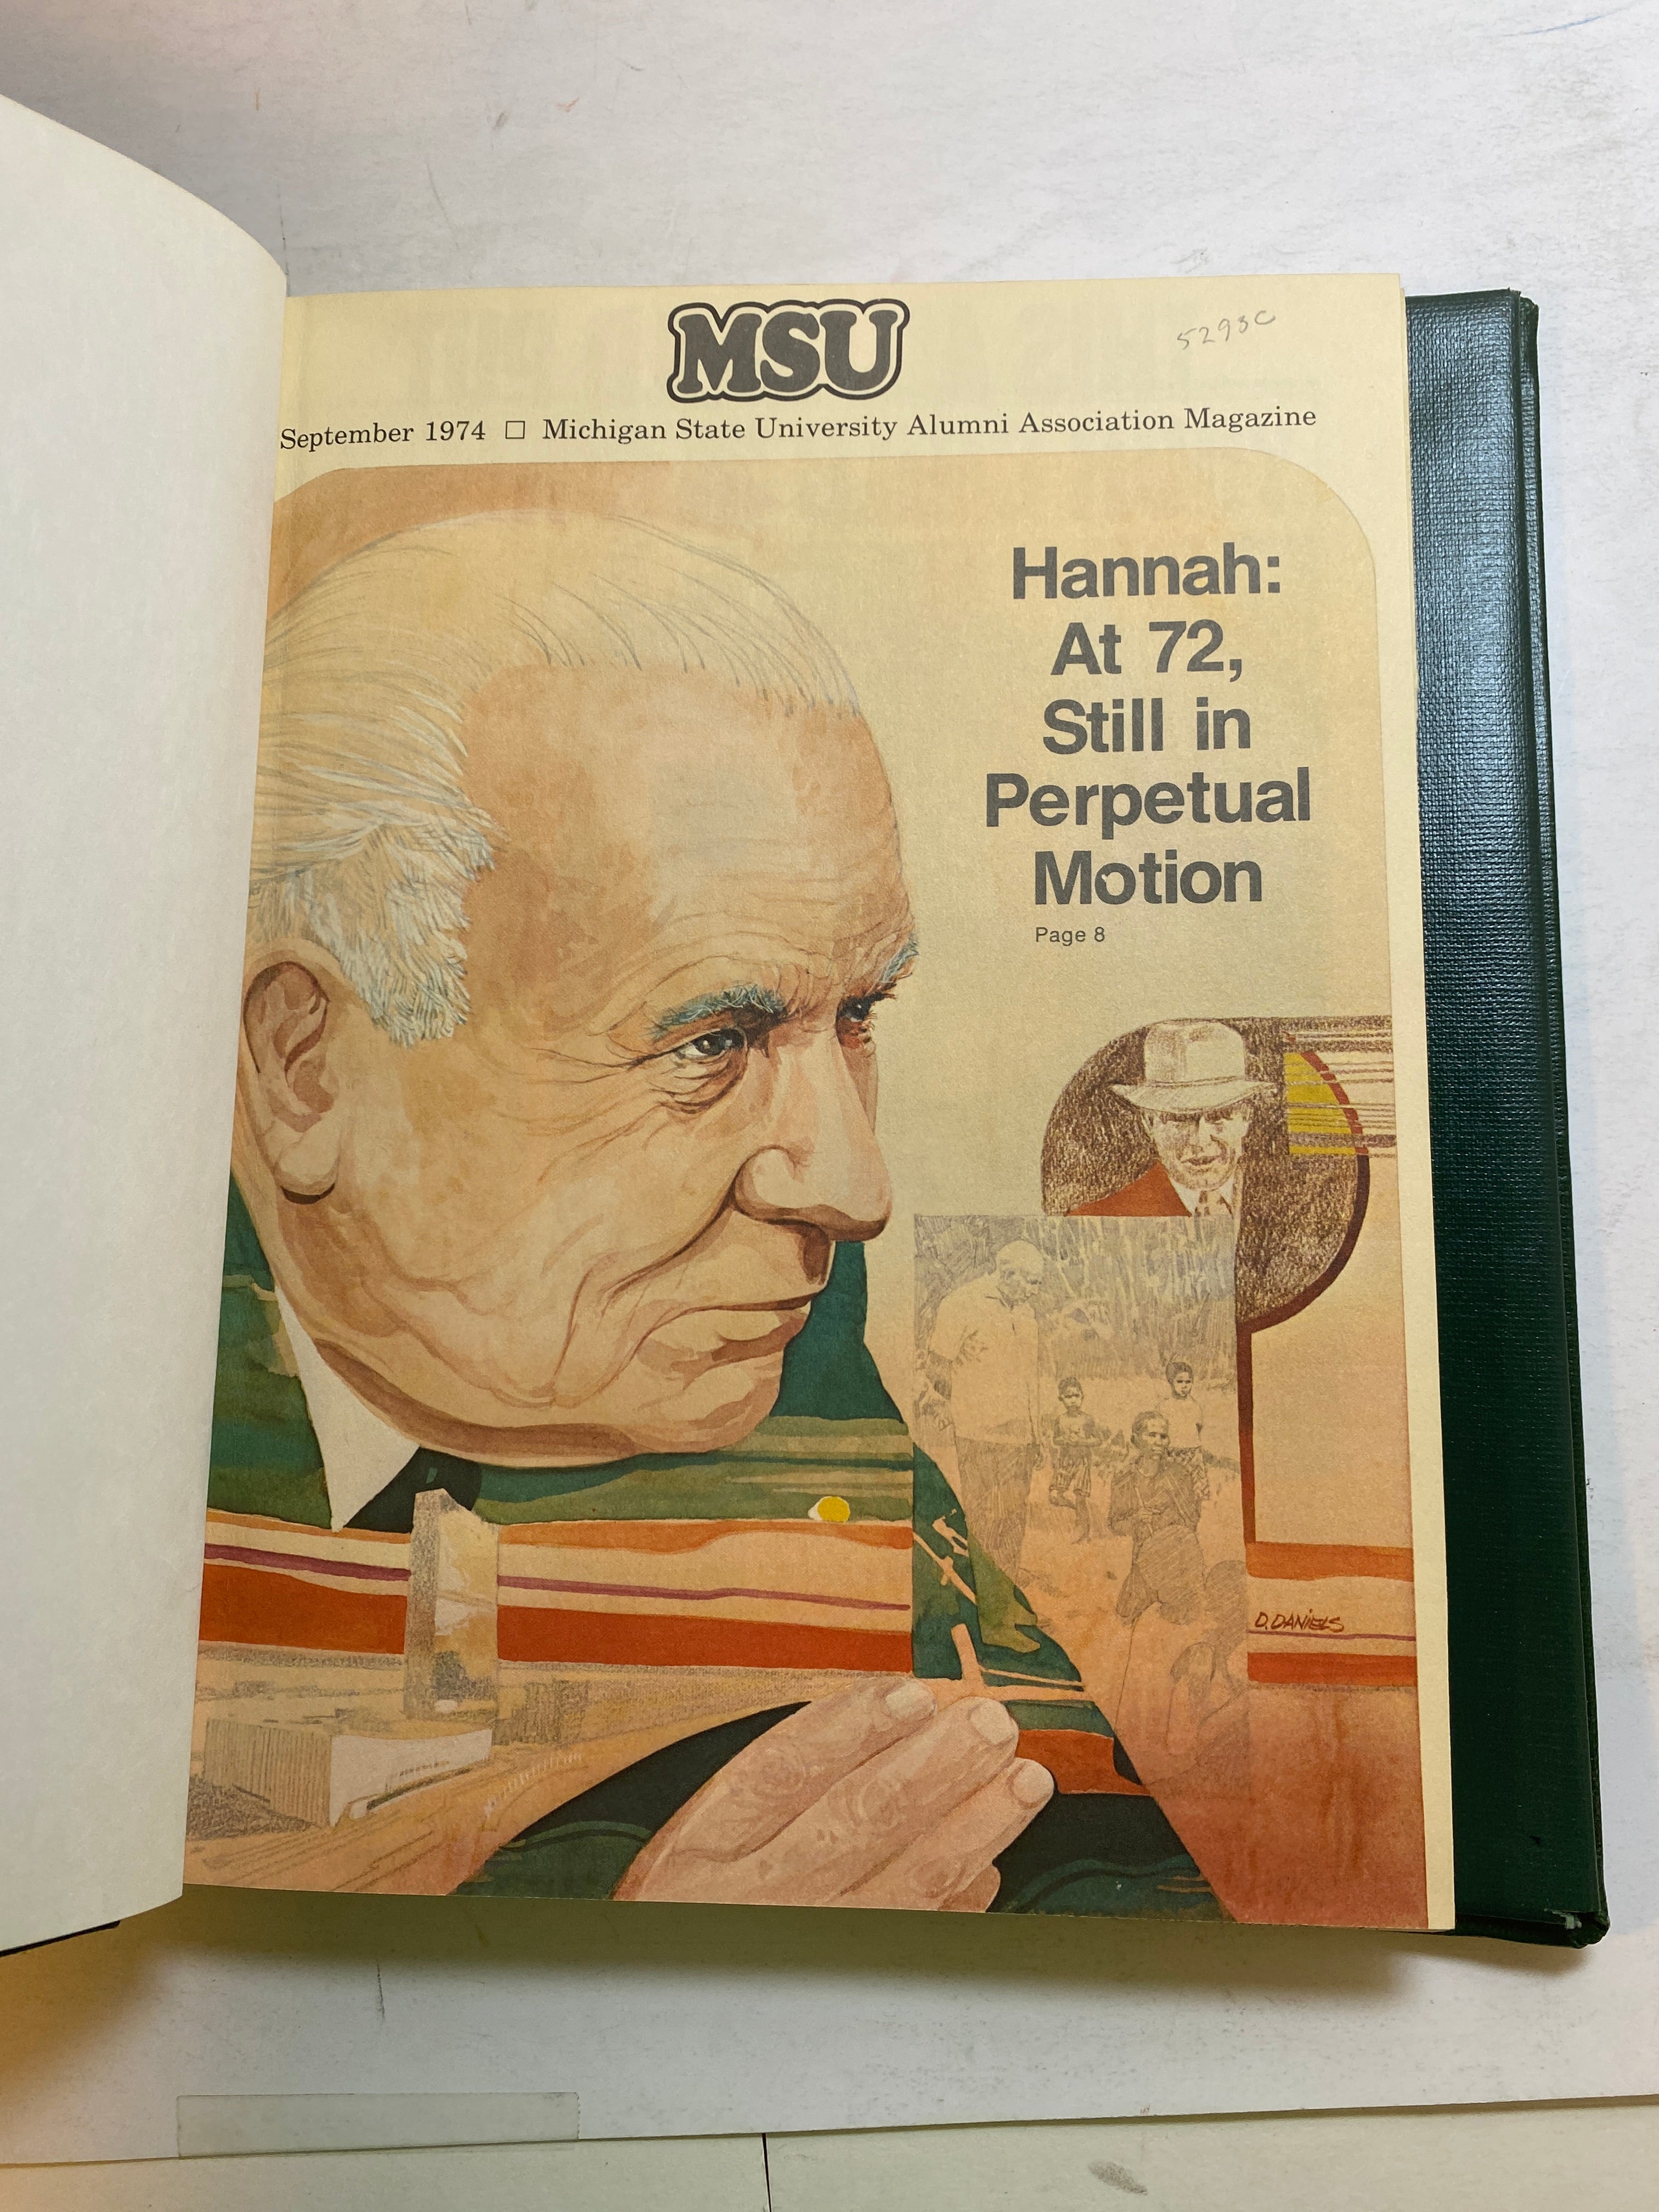 MSU
5293C
September 1974 □ Michigan State University Alumni Association Magazine
Hannah:
At 72,
Still in
Perpetual
Motion
Page 8
D. DANIELS